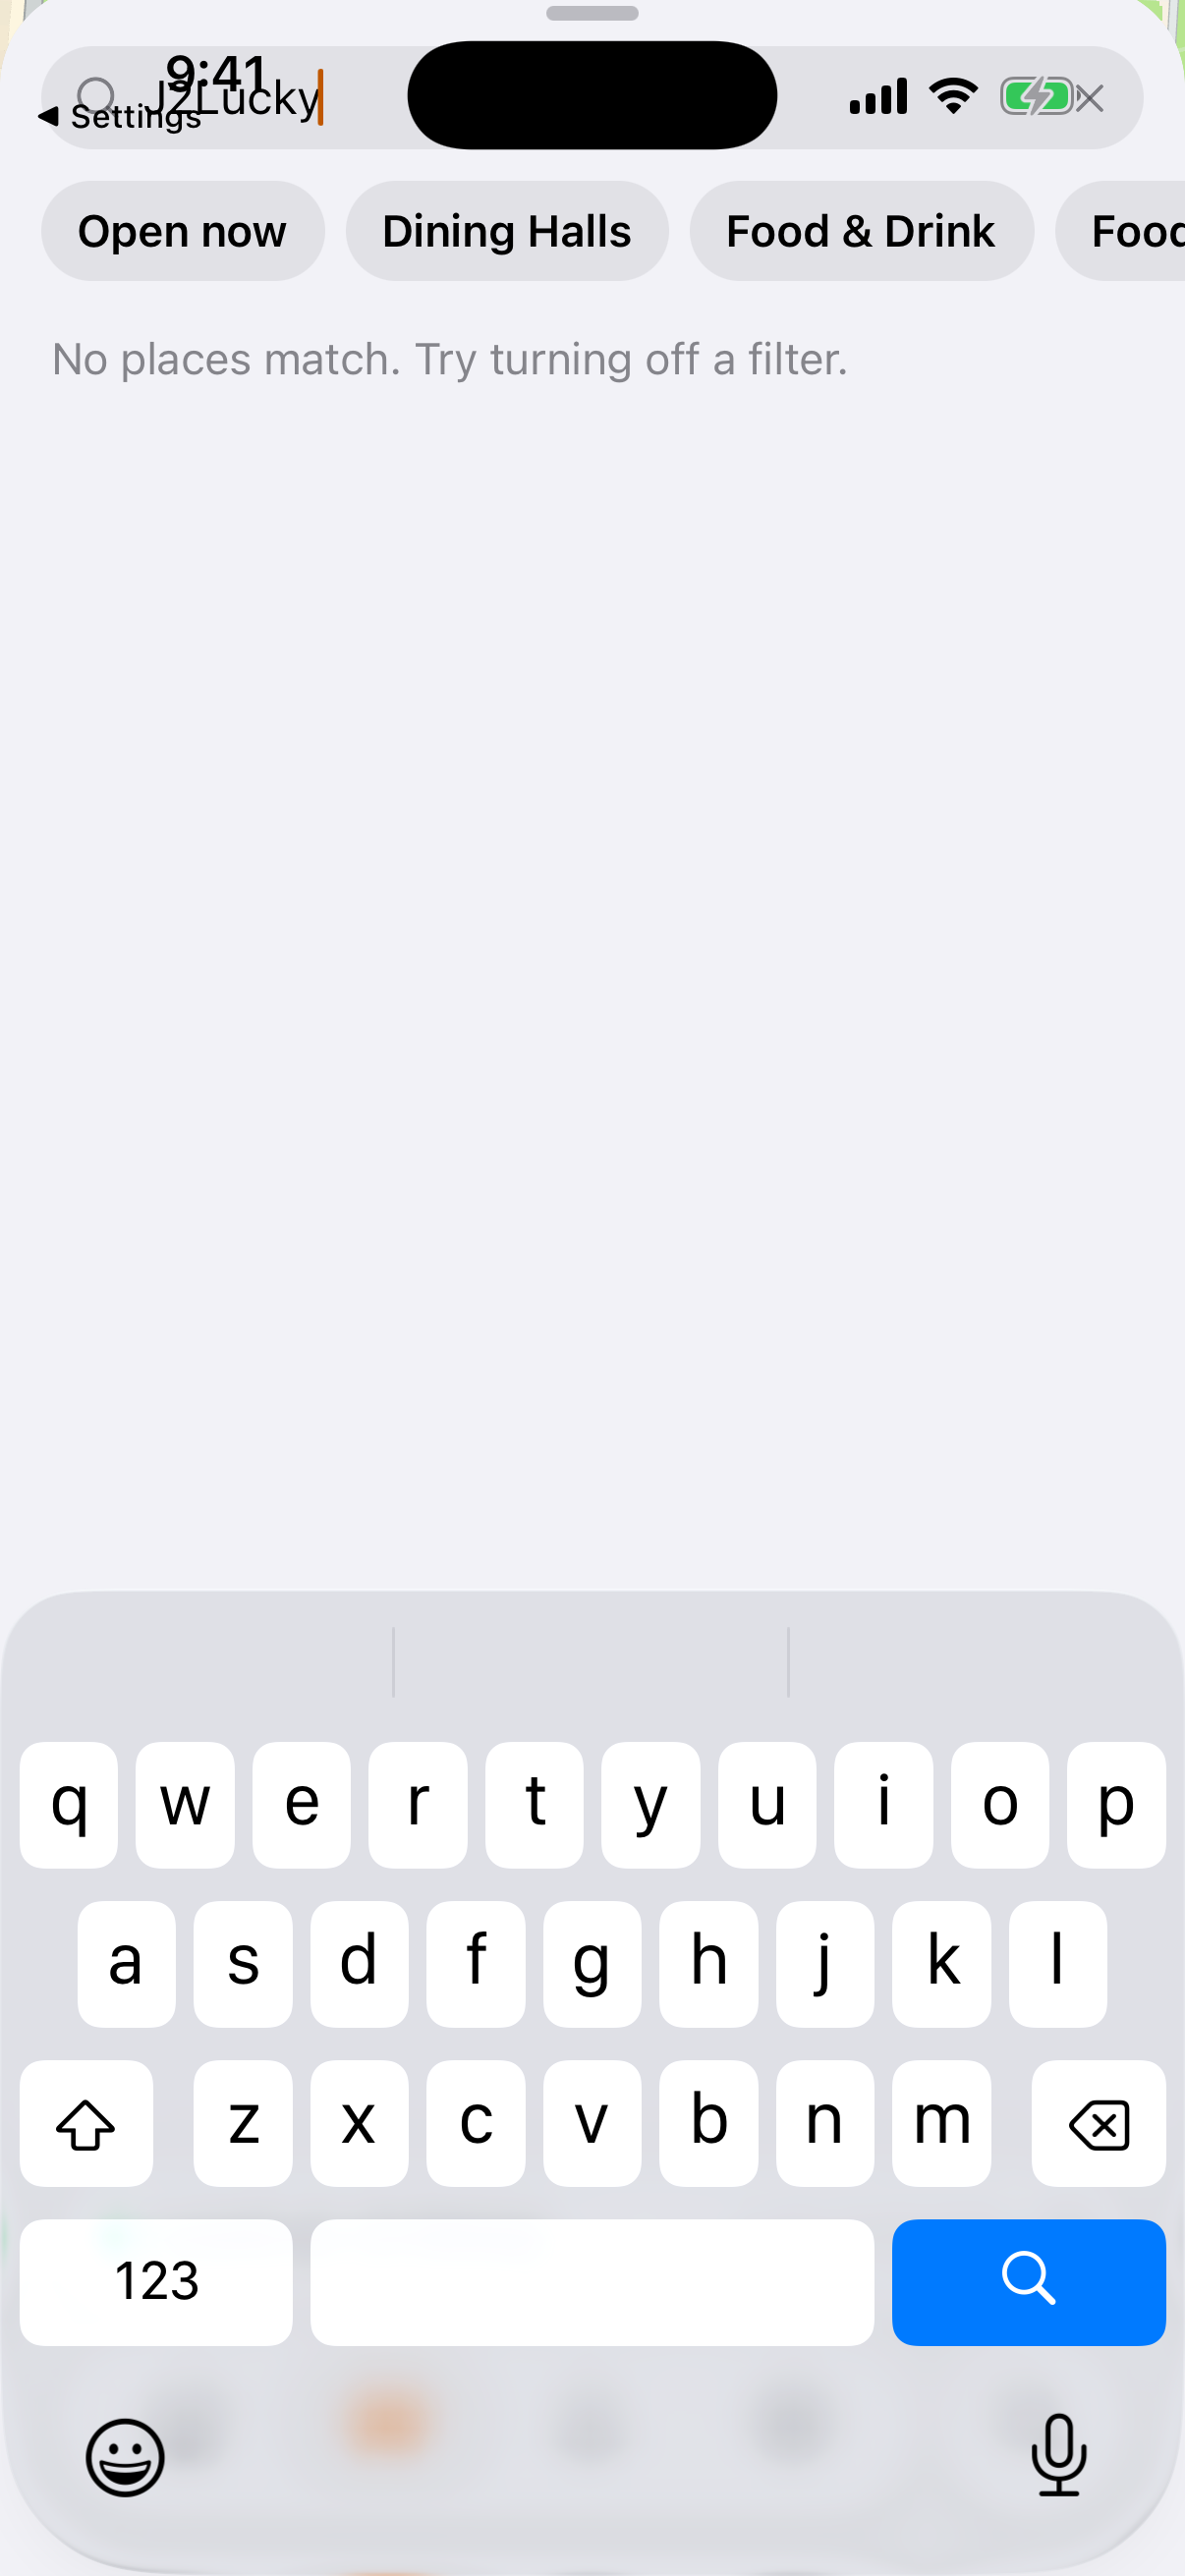 9:41
J2Lucky
Settings
Open now
Dining Halls
Food & Drink
Food
No places match. Try turning off a filter.
q w e r t y u i o p
a s d f g h j k l
z x c v b n m
123